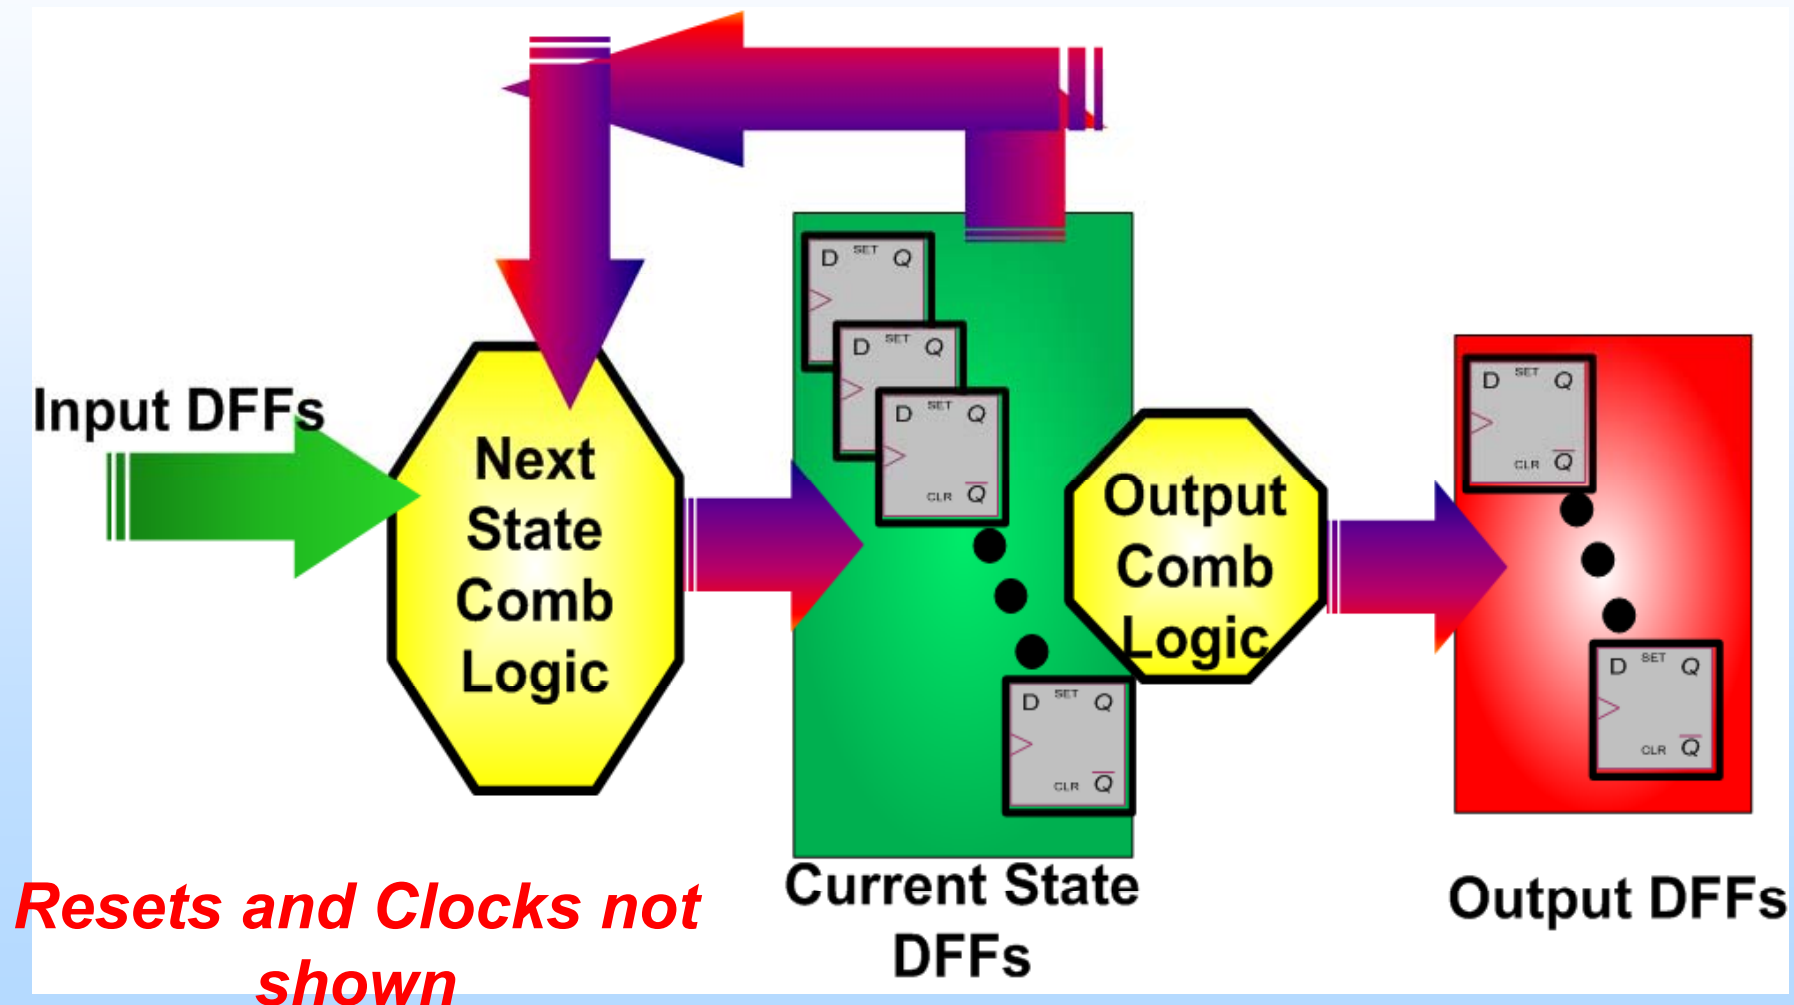 Input DFFs
Next
State
Comb
Logic
D SET Q
D SET Q
D SET Q
CLR Q
D SET Q
CLR Q
Output
Comb
Logic
D SET Q
CLR Q
D SET Q
CLR Q
Current State
DFFs
Output DFFs
Resets and Clocks not
shown